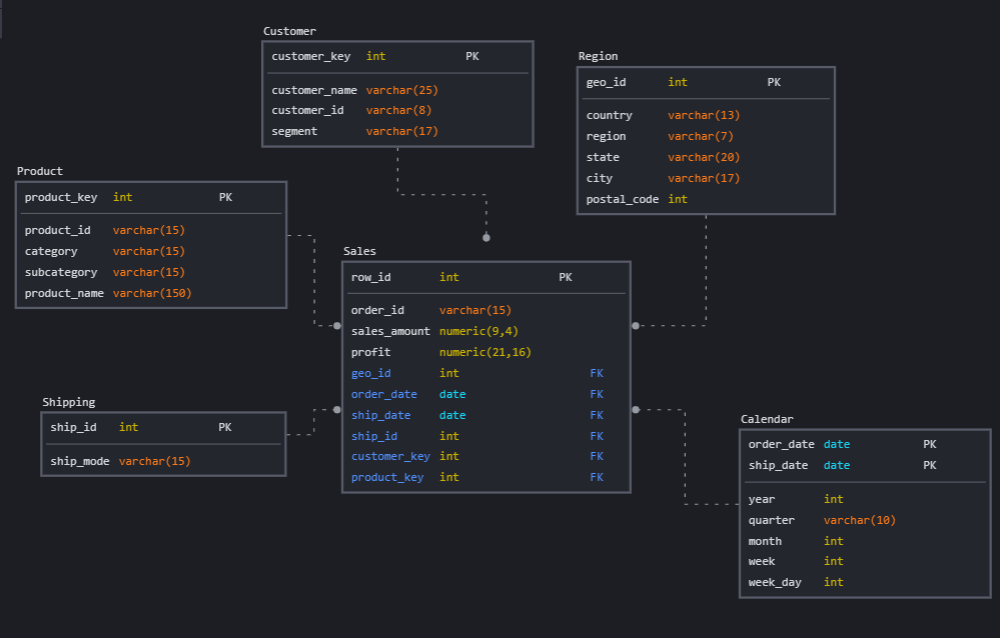 Customer
customer_key int PK
customer_name varchar(25)
customer_id varchar(8)
segment varchar(17)
Region
geo_id int PK
country varchar(13)
region varchar(7)
state varchar(20)
city varchar(17)
postal_code int
Product
product_key int PK
product_id varchar(15)
category varchar(15)
subcategory varchar(15)
product_name varchar(150)
Sales
row_id int PK
order_id varchar(15)
sales_amount numeric(9,4)
profit numeric(21,16)
geo_id int FK
order_date date FK
ship_date date FK
ship_id int FK
customer_key int FK
product_key int FK
Shipping
ship_id int PK
ship_mode varchar(15)
Calendar
order_date date PK
ship_date date PK
year int
quarter varchar(10)
month int
week int
week_day int